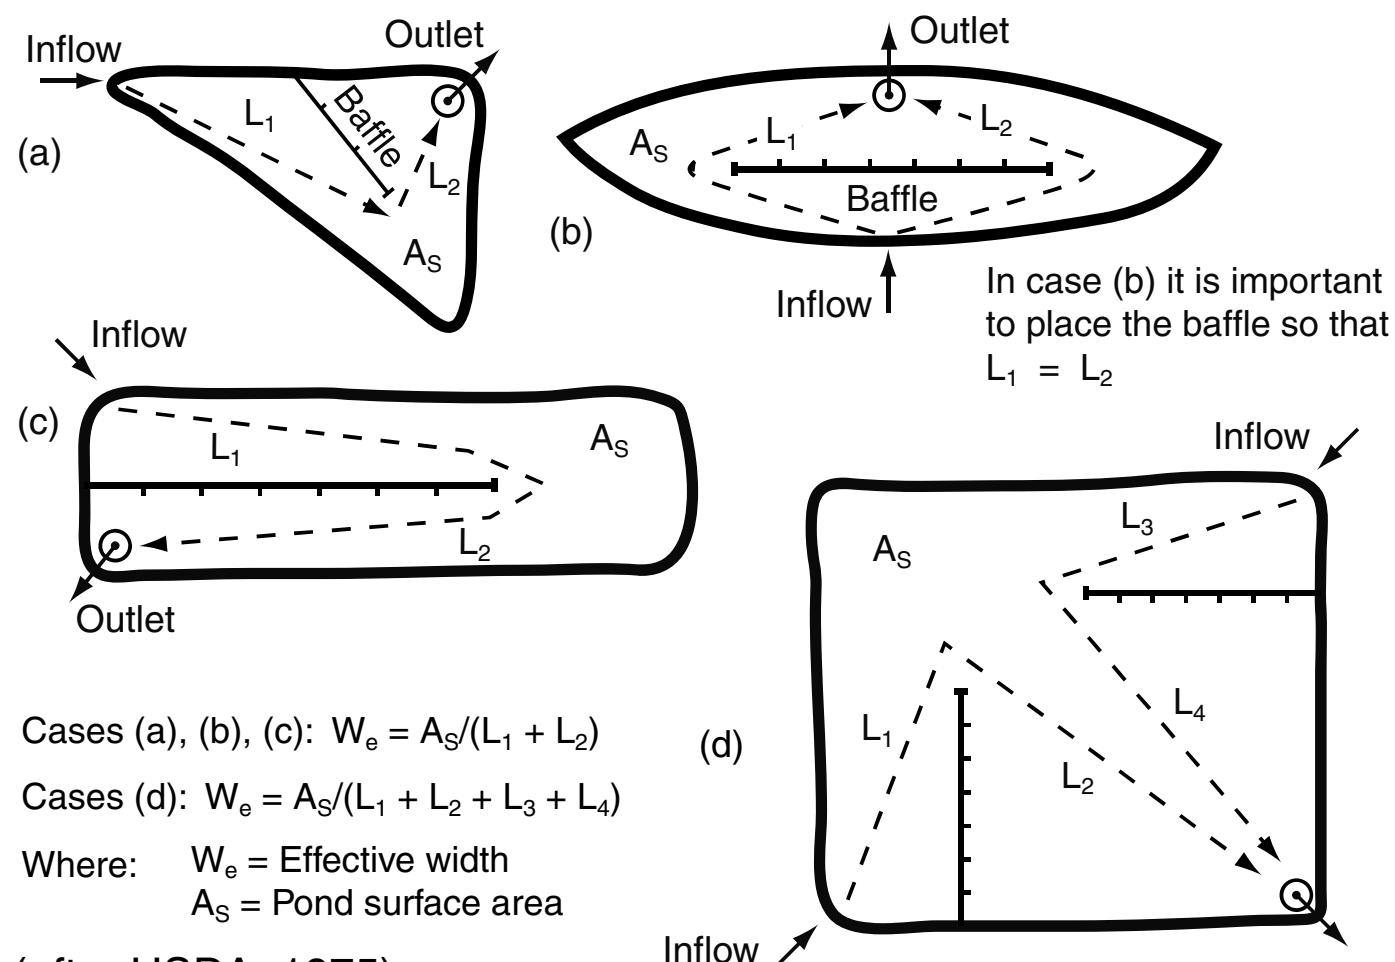 Inflow
Outlet
L1
Baffle
L2
AS
(a)
Outlet
AS
L1
L2
Baffle
(b)
Inflow
In case (b) it is important
to place the baffle so that
L1 = L2
Inflow
(c)
L1
AS
L2
Outlet
Inflow
L3
AS
L4
L1
L2
(d)
Inflow
Cases (a), (b), (c): We = AS/(L1 + L2)
Cases (d): We = AS/(L1 + L2 + L3 + L4)
Where: We = Effective width
AS = Pond surface area
(after USDA, 1975)